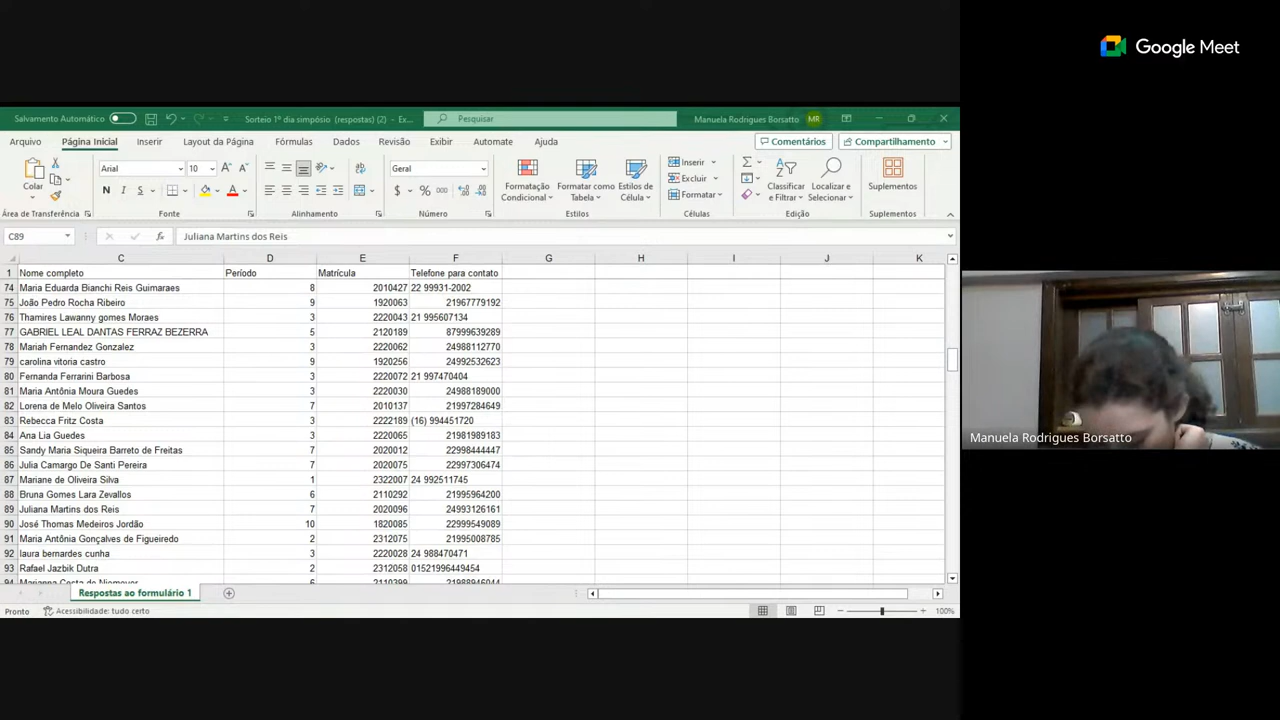 Google Meet
Salvamento Automático Sorteio 1º dia simpósio (respostas) (2) - Ex... Pesquisar Manuela Rodrigues Borsatto MR
Arquivo Página Inicial Inserir Layout da Página Fórmulas Dados Revisão Exibir Automate Ajuda Comentários Compartilhamento
Colar Arial 10 Geral Formatação Condicional Formatar como Tabela Estilos de Célula Inserir Excluir Formatar Classificar e Filtrar Localizar e Selecionar Suplementos
Área de Transferência Fonte Alinhamento Número Estilos Células Edição Suplementos
C89 fx Juliana Martins dos Reis
C D E F G H I J K
1 Nome completo Período Matrícula Telefone para contato
74 Maria Eduarda Bianchi Reis Guimaraes 8 2010427 22 99931-2002
75 João Pedro Rocha Ribeiro 9 1920063 21967779192
76 Thamires Lawanny gomes Moraes 3 2220043 21 995607134
77 GABRIEL LEAL DANTAS FERRAZ BEZERRA 5 2120189 87999639289
78 Mariah Fernandez Gonzalez 3 2220062 24988112770
79 carolina vitoria castro 9 1920256 24992532623
80 Fernanda Ferrarini Barbosa 3 2220072 21 997470404
81 Maria Antônia Moura Guedes 3 2220030 24988189000
82 Lorena de Melo Oliveira Santos 7 2010137 21997284649
83 Rebecca Fritz Costa 3 2222189 (16) 994451720
84 Ana Lia Guedes 3 2220065 21981989183
85 Sandy Maria Siqueira Barreto de Freitas 7 2020012 22998444447
86 Julia Camargo De Santi Pereira 7 2020075 22997306474
87 Mariane de Oliveira Silva 1 2322007 24 992511745
88 Bruna Gomes Lara Zevallos 6 2110292 21995964200
89 Juliana Martins dos Reis 7 2020096 24993126161
90 José Thomas Medeiros Jordão 10 1820085 22999549089
91 Maria Antônia Gonçalves de Figueiredo 2 2312075 21995008785
92 laura bernardes cunha 3 2220028 24 988470471
93 Rafael Jazbik Dutra 2 2312058 01521996449454
94 Marianna Costa de Niemeyer 6 2110399 21988946044
Respostas ao formulário 1
Pronto Acessibilidade: tudo certo 100%
Manuela Rodrigues Borsatto